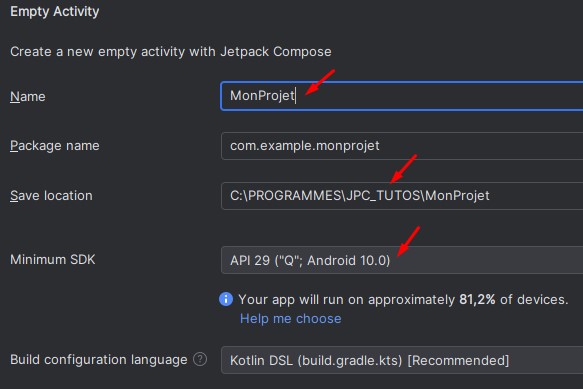 Empty Activity
Create a new empty activity with Jetpack Compose
Name MonProjet
Package name com.example.monprojet
Save location C:\PROGRAMMES\JPC_TUTOS\MonProjet
Minimum SDK API 29 ("Q"; Android 10.0)
Your app will run on approximately 81,2% of devices.
Help me choose
Build configuration language ? Kotlin DSL (build.gradle.kts) [Recommended]